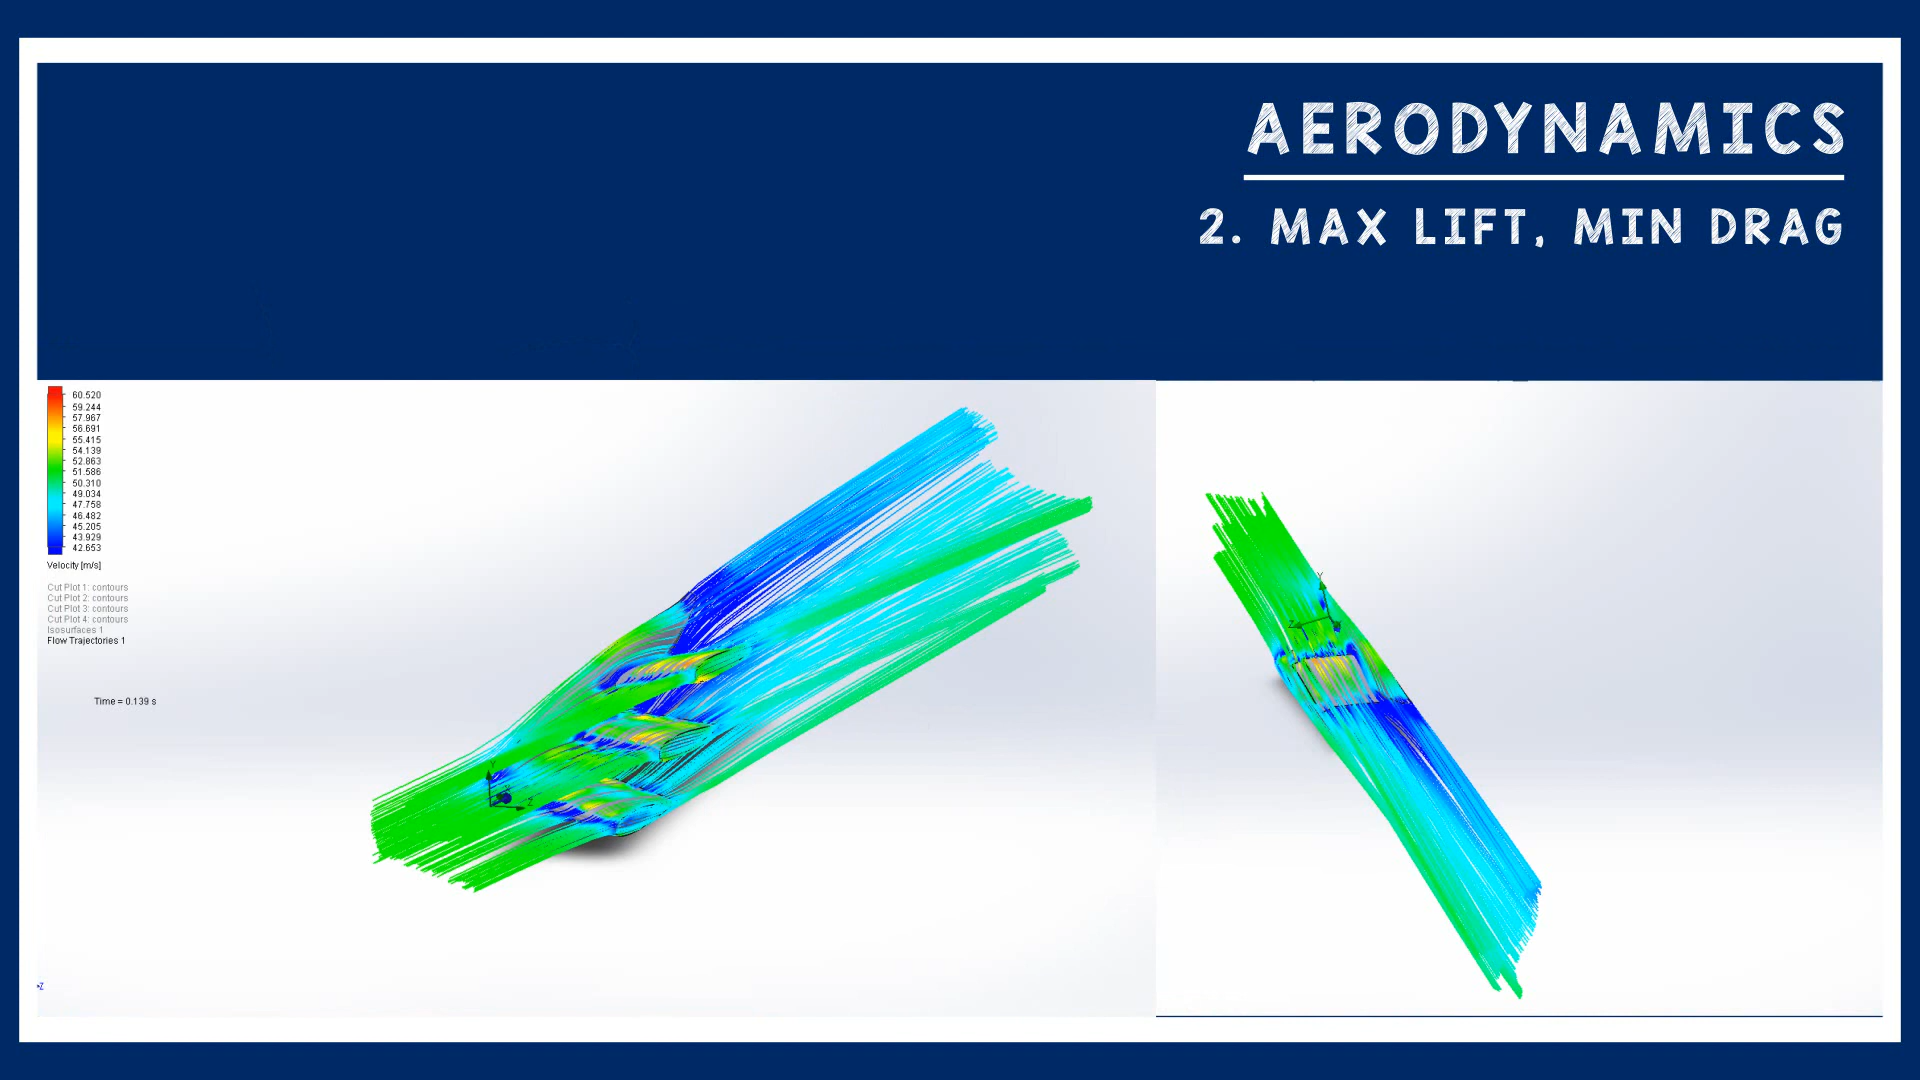 AERODYNAMICS
2. MAX LIFT, MIN DRAG
60.520
59.244
57.967
56.691
55.415
54.139
52.863
51.586
50.310
49.034
47.758
46.482
45.205
43.929
42.653
Velocity [m/s]
Cut Plot 1: contours
Cut Plot 2: contours
Cut Plot 3: contours
Cut Plot 4: contours
Isosurfaces 1
Flow Trajectories 1
Time = 0.139 s
Y
Z
Y
Z
Z